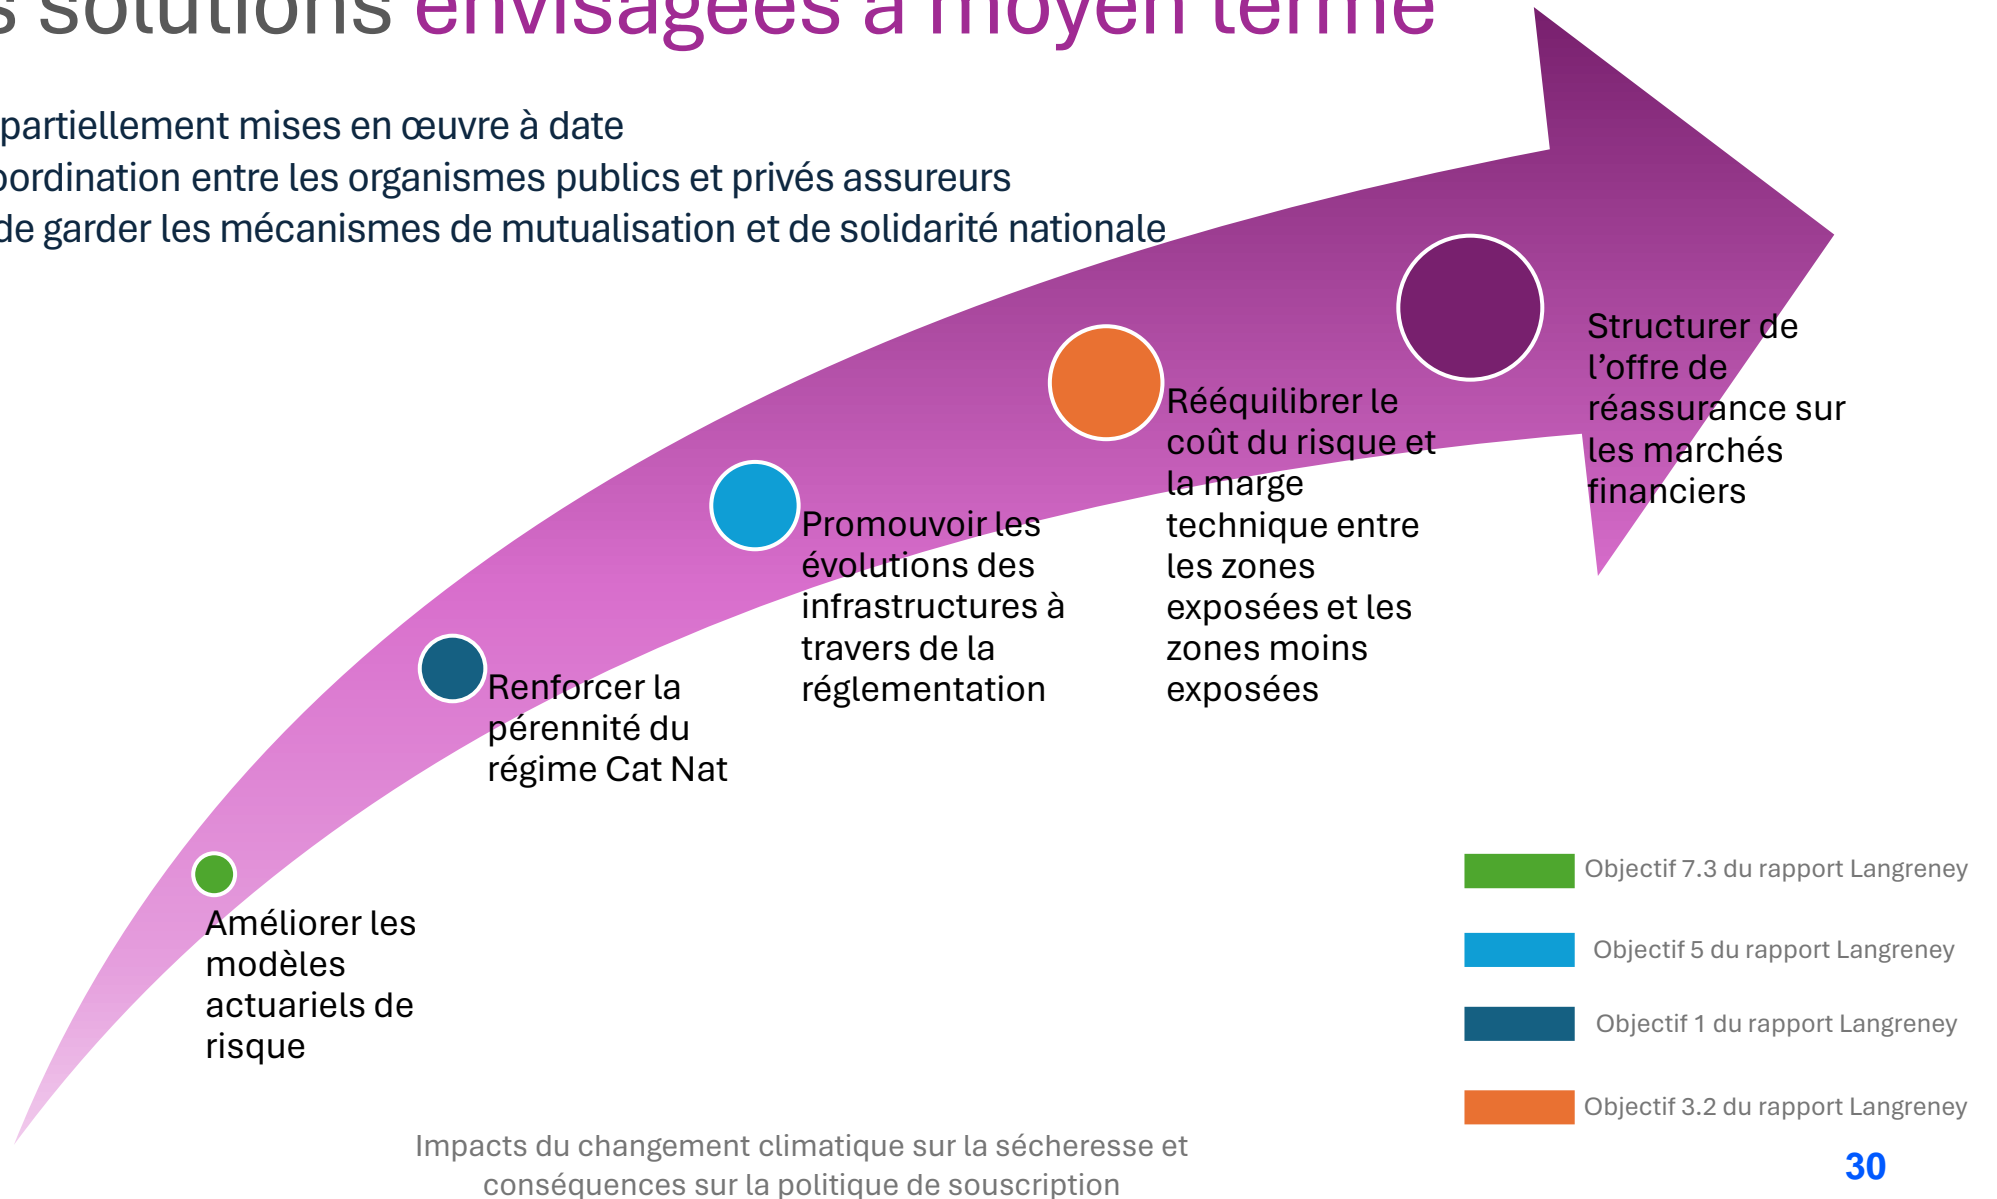 s solutions envisagées à moyen terme
partiellement mises en œuvre à date
oordination entre les organismes publics et privés assureurs
de garder les mécanismes de mutualisation et de solidarité nationale
Structurer de
l’offre de
réassurance sur
les marchés
financiers
Rééquilibrer le
coût du risque et
la marge
technique entre
les zones
exposées et les
zones moins
exposées
Promouvoir les
évolutions des
infrastructures à
travers de la
réglementation
Renforcer la
pérennité du
régime Cat Nat
Améliorer les
modèles
actuariels de
risque
Objectif 7.3 du rapport Langreney
Objectif 5 du rapport Langreney
Objectif 1 du rapport Langreney
Objectif 3.2 du rapport Langreney
Impacts du changement climatique sur la sécheresse et
conséquences sur la politique de souscription
30